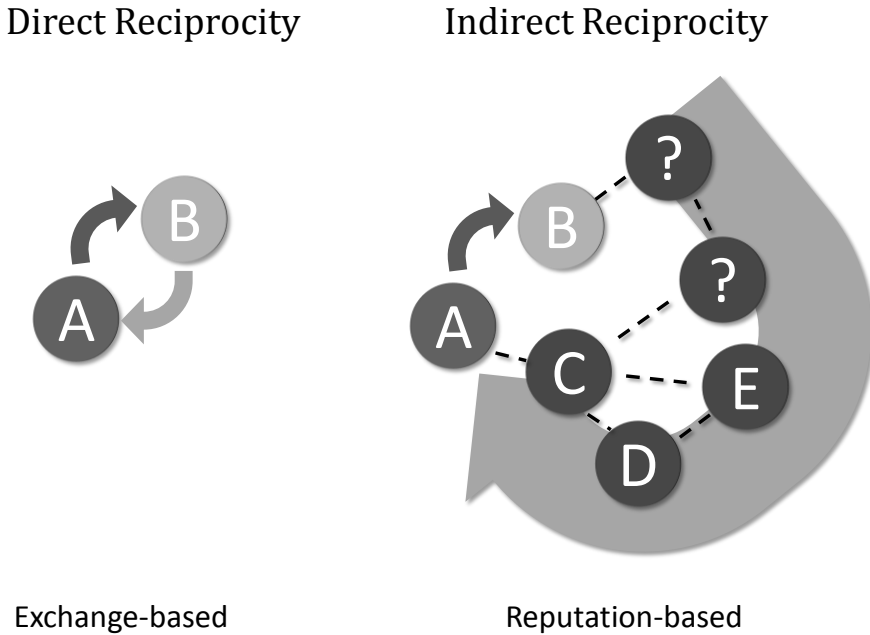 Direct Reciprocity
Indirect Reciprocity
B
A
?
B
?
A
C
E
D
Exchange-based
Reputation-based